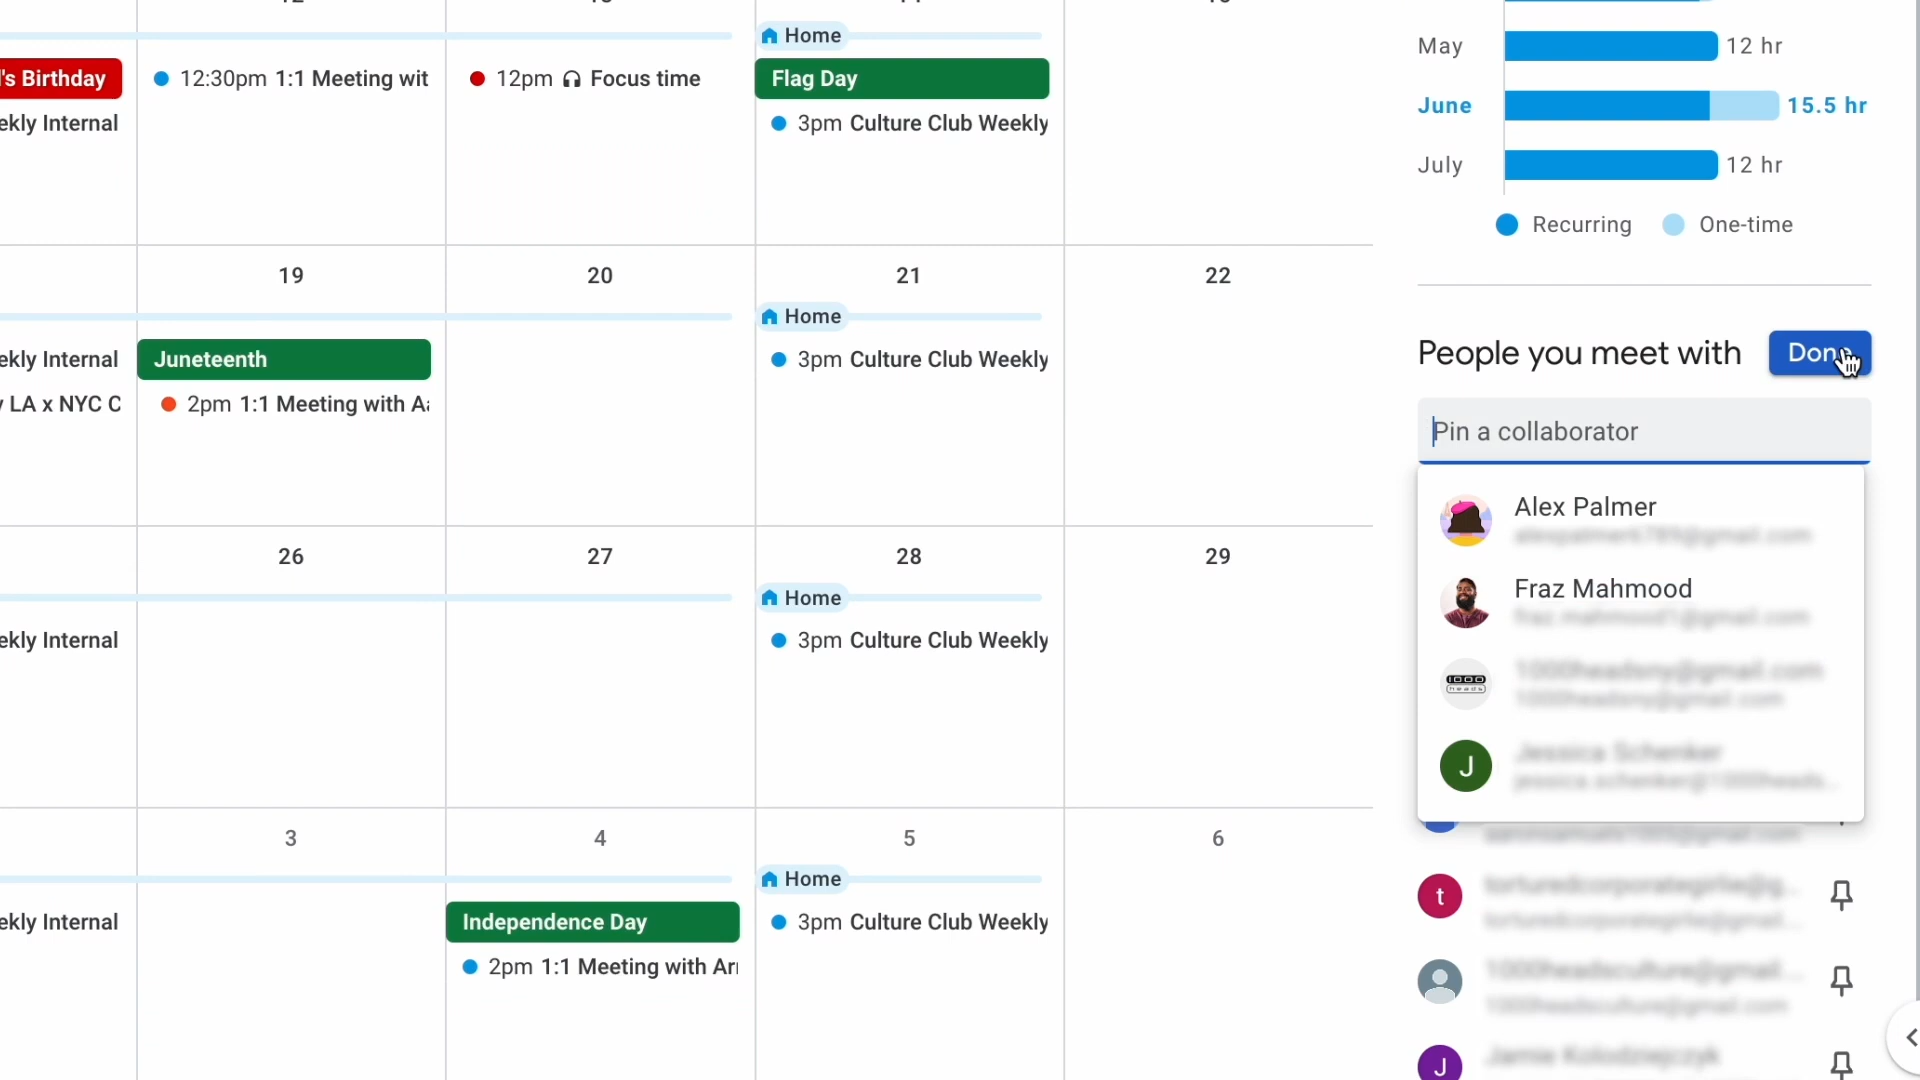 Home
May 12 hr
's Birthday
12:30pm 1:1 Meeting wit
12pm Focus time
Flag Day
June 15.5 hr
ekly Internal
3pm Culture Club Weekly
July 12 hr
Recurring One-time
19 20 21 22
Home
People you meet with Done
ekly Internal
Juneteenth
3pm Culture Club Weekly
LA x NYC C
2pm 1:1 Meeting with A
Pin a collaborator
Alex Palmer
26 27 28 29
Fraz Mahmood
Home
ekly Internal
3pm Culture Club Weekly
1000
heads
J
3 4 5 6
Home
t
ekly Internal
Independence Day
3pm Culture Club Weekly
2pm 1:1 Meeting with Ar
J